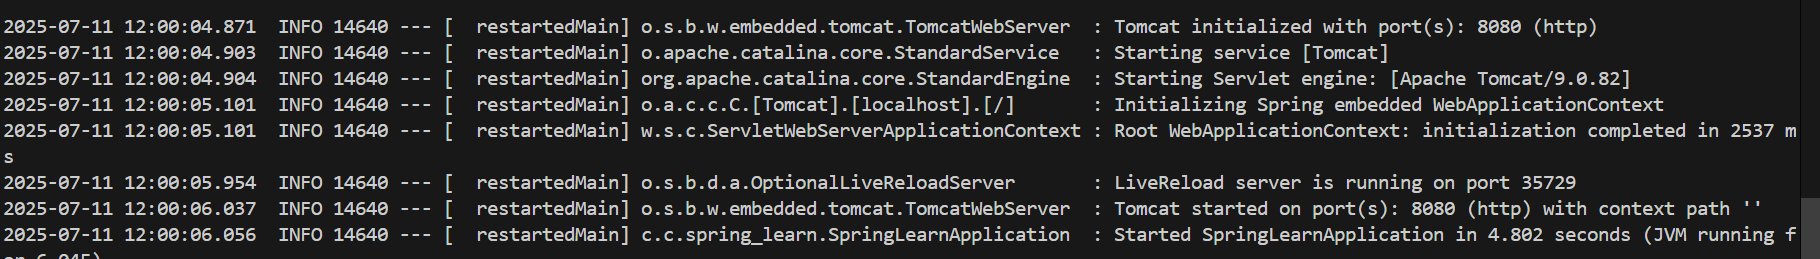 2025-07-11 12:00:04.871  INFO 14640 --- [  restartedMain] o.s.b.w.embedded.tomcat.TomcatWebServer  : Tomcat initialized with port(s): 8080 (http)
2025-07-11 12:00:04.903  INFO 14640 --- [  restartedMain] o.apache.catalina.core.StandardService   : Starting service [Tomcat]
2025-07-11 12:00:04.904  INFO 14640 --- [  restartedMain] org.apache.catalina.core.StandardEngine  : Starting Servlet engine: [Apache Tomcat/9.0.82]
2025-07-11 12:00:05.101  INFO 14640 --- [  restartedMain] o.a.c.c.C.[Tomcat].[localhost].[/]       : Initializing Spring embedded WebApplicationContext
2025-07-11 12:00:05.101  INFO 14640 --- [  restartedMain] w.s.c.ServletWebServerApplicationContext : Root WebApplicationContext: initialization completed in 2537 m
s
2025-07-11 12:00:05.954  INFO 14640 --- [  restartedMain] o.s.b.d.a.OptionalLiveReloadServer       : LiveReload server is running on port 35729
2025-07-11 12:00:06.037  INFO 14640 --- [  restartedMain] o.s.b.w.embedded.tomcat.TomcatWebServer  : Tomcat started on port(s): 8080 (http) with context path ''
2025-07-11 12:00:06.056  INFO 14640 --- [  restartedMain] c.c.spring_learn.SpringLearnApplication  : Started SpringLearnApplication in 4.802 seconds (JVM running f
or 6.045)